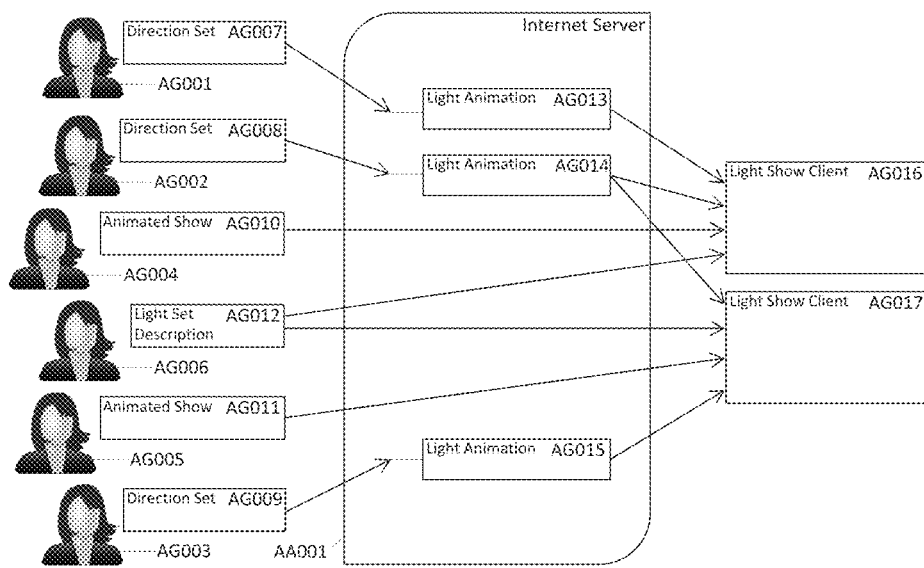 Internet Server
Direction Set AG007
AG001
Light Animation AG013
Direction Set AG008
AG002
Light Animation AG014
Light Show Client AG016
Animated Show AG010
AG004
Light Set
Description AG012
AG006
Light Show Client AG017
Animated Show AG011
AG005
Light Animation AG015
Direction Set AG009
AG003
AA001